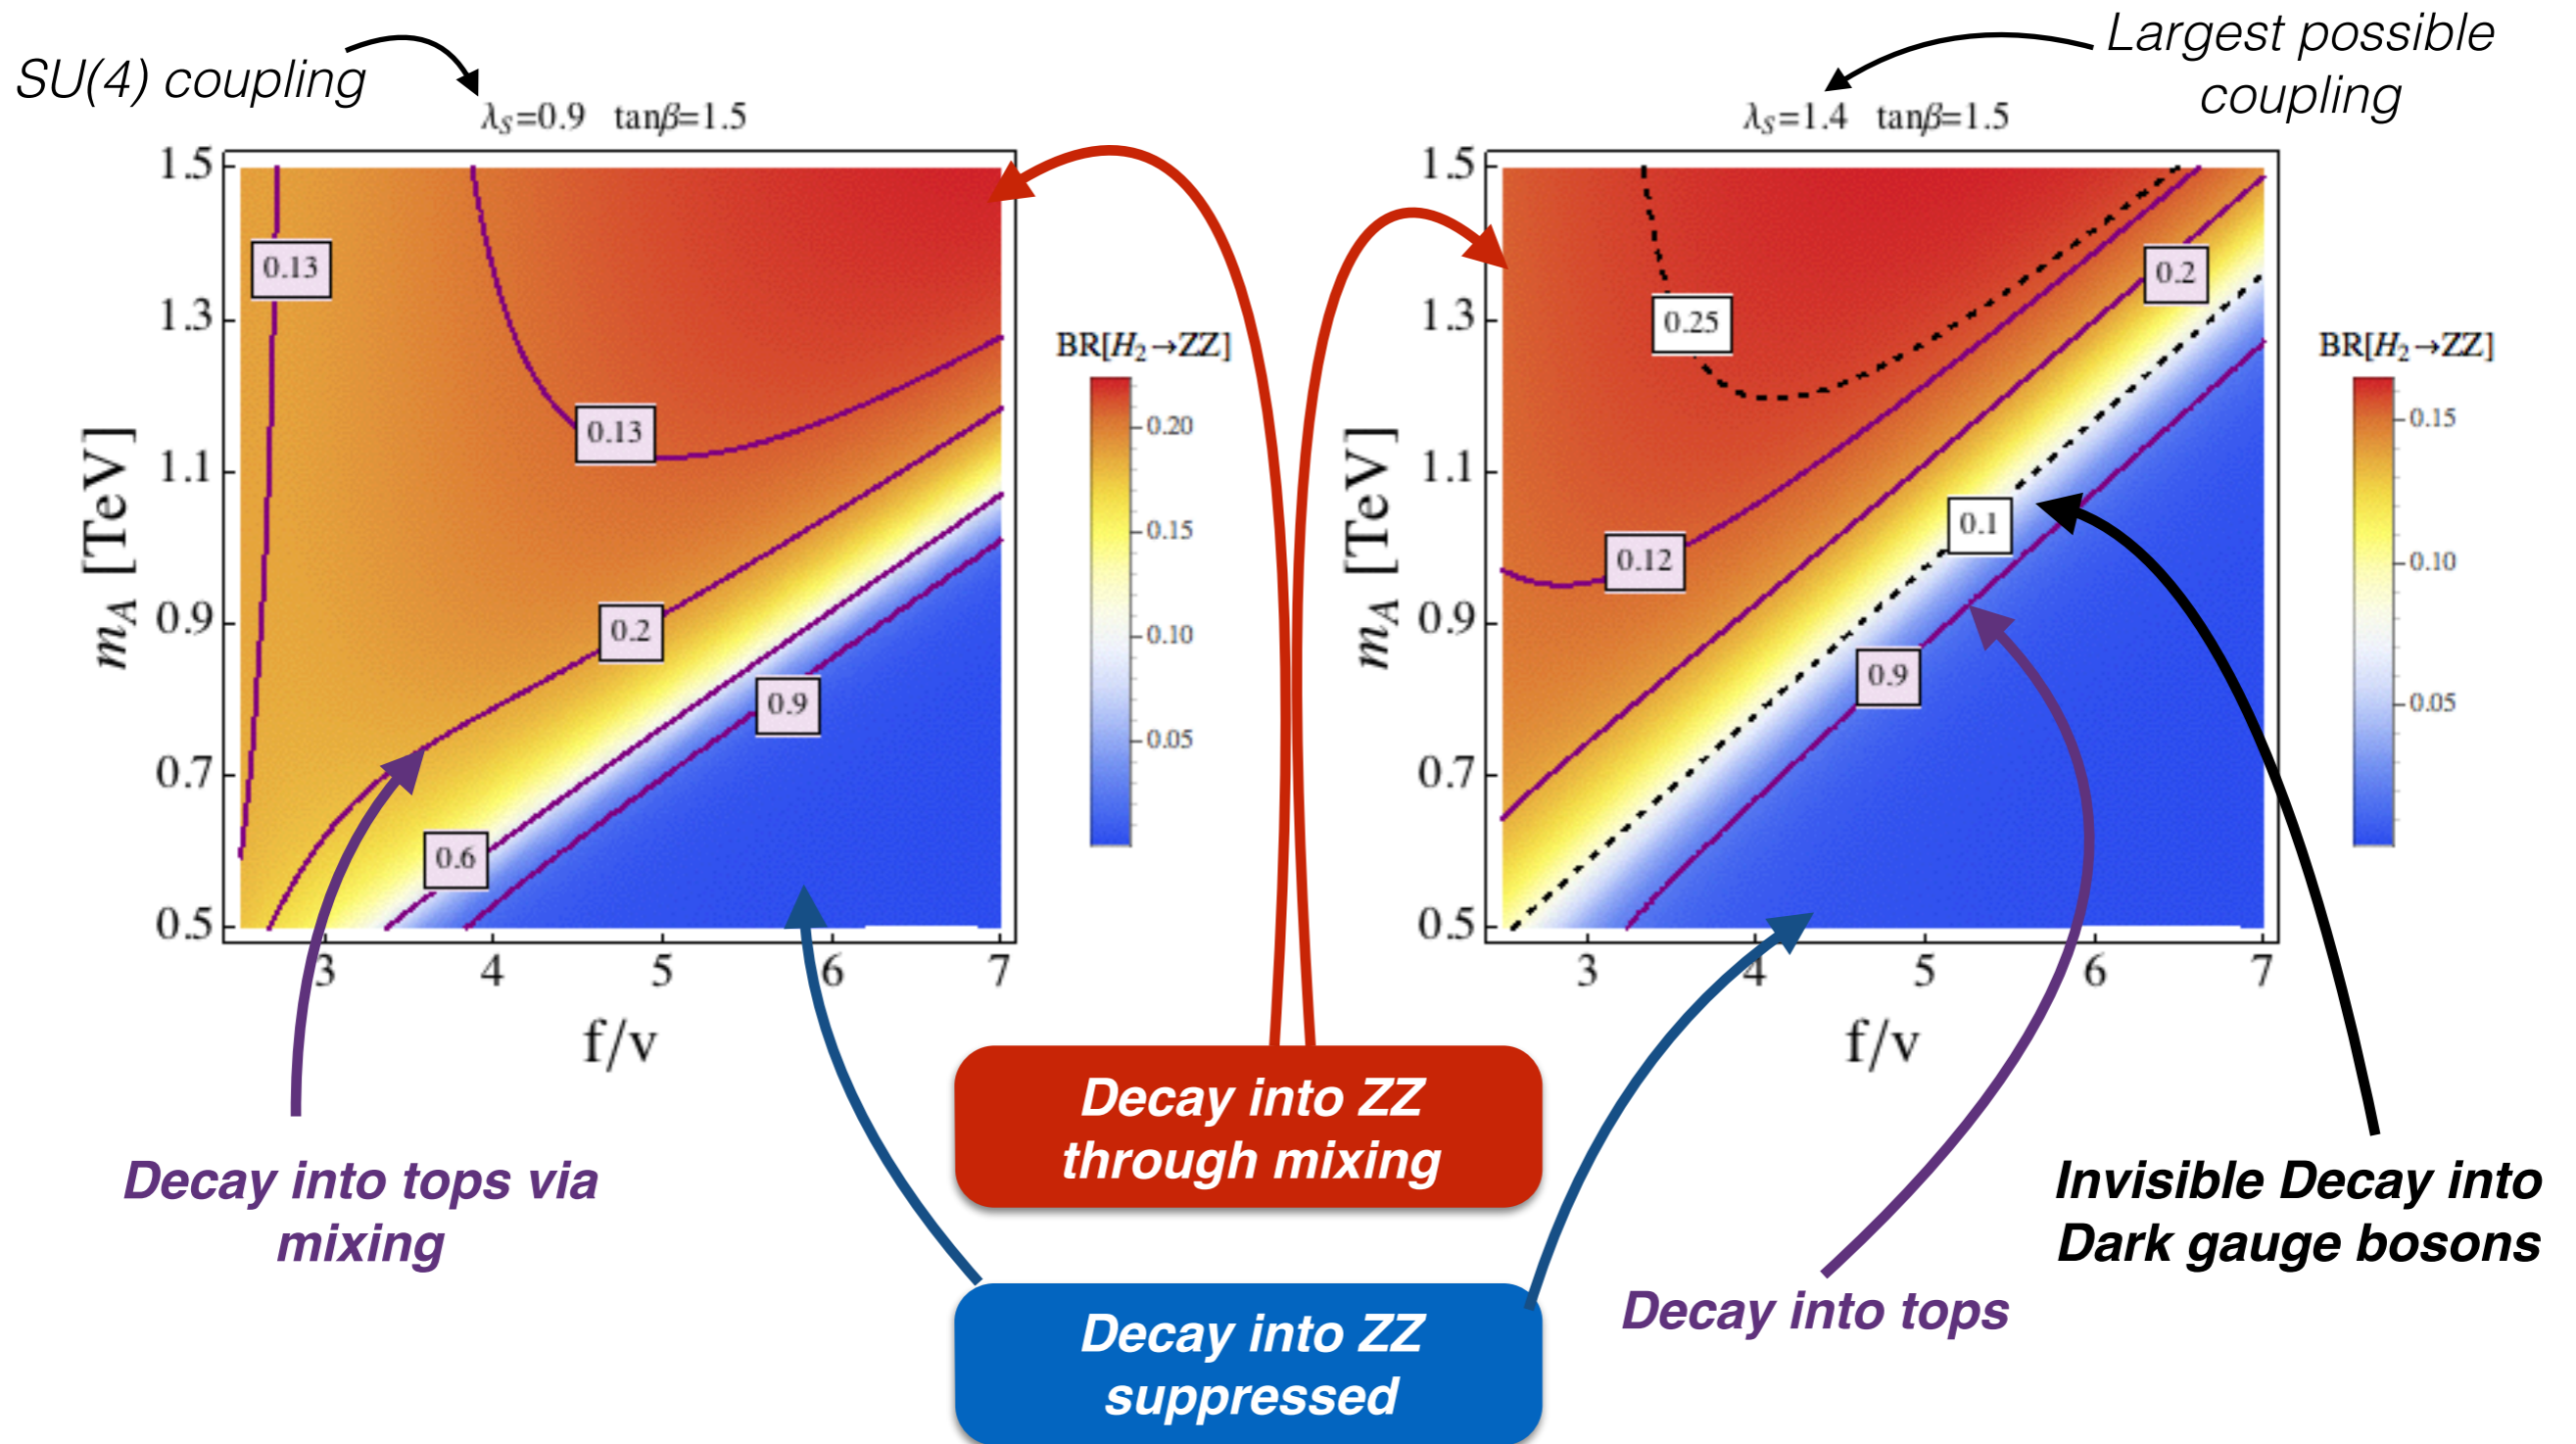 SU(4) coupling
Largest possible
coupling
λS=0.9 tanβ=1.5
1.5
1.3
1.1
0.9
0.7
0.5
mA [TeV]
0.13
0.13
0.2
0.6
0.9
3 4 5 6 7
f/v
BR[H2→ZZ]
0.20
0.15
0.10
0.05
λS=1.4 tanβ=1.5
1.5
1.3
1.1
0.9
0.7
0.5
mA [TeV]
0.25
0.2
0.12
0.1
0.9
3 4 5 6 7
f/v
BR[H2→ZZ]
0.15
0.10
0.05
Decay into tops via
mixing
Decay into ZZ
through mixing
Decay into ZZ
suppressed
Decay into tops
Invisible Decay into
Dark gauge bosons